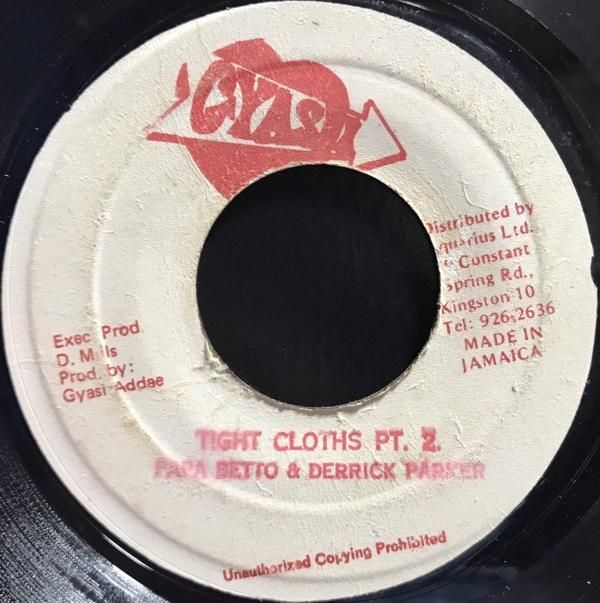 GYASI
Distributed by
Aquarius Ltd.
Constant
Spring Rd.,
Kingston 10
Tel: 926-2636
MADE IN
JAMAICA
Exec. Prod.
D. Mills
Prod. by:
Gyasi Addae
TIGHT CLOTHS PT. 2.
PAPA BETTO & DERRICK PARKER
Unauthorized Copying Prohibited